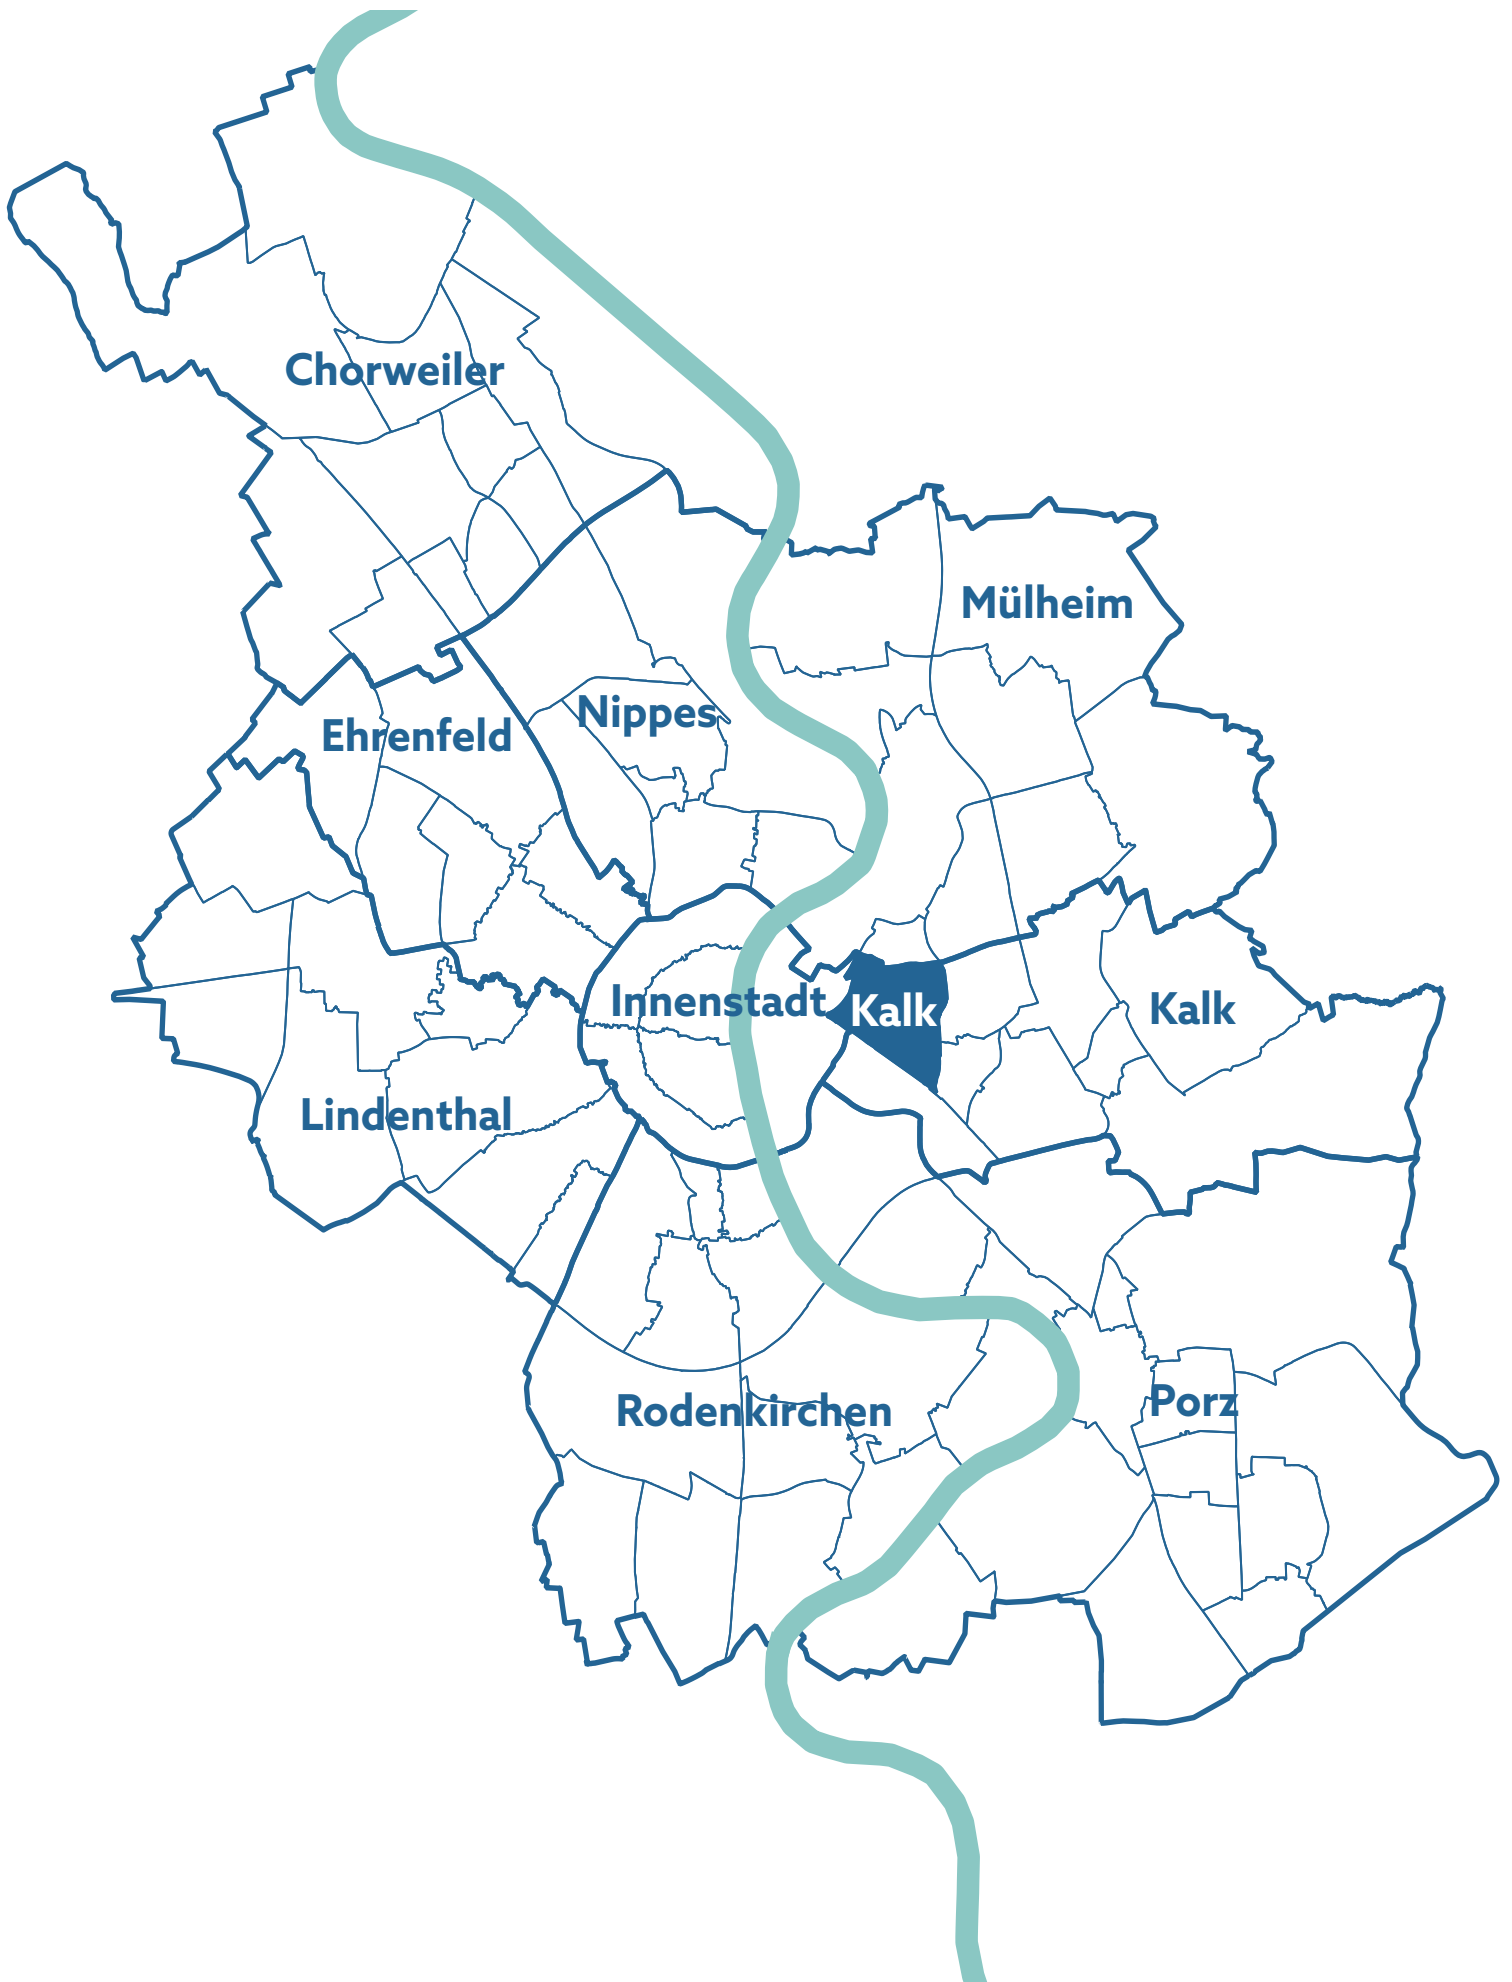 Chorweiler
Mülheim
Nippes
Ehrenfeld
Innenstadt
Kalk
Kalk
Lindenthal
Porz
Rodenkirchen